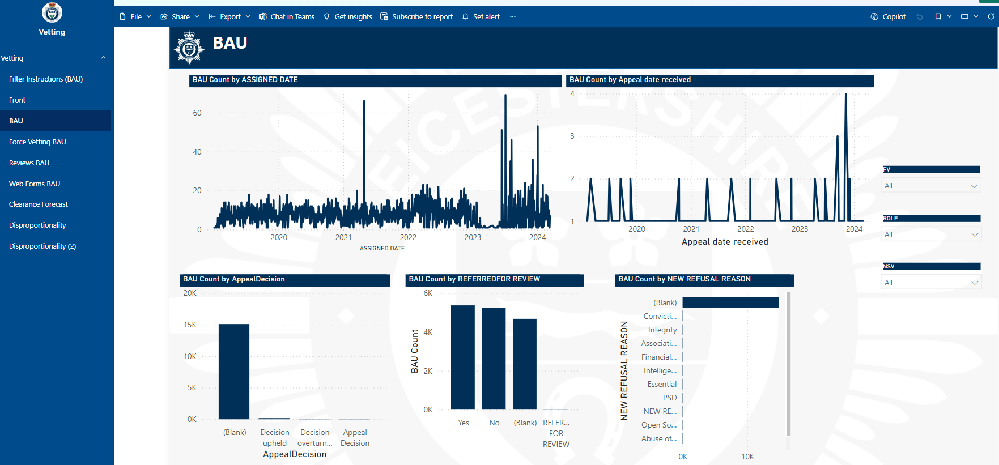 Vetting
File
Share
Export
Chat in Teams
Get insights
Subscribe to report
Set alert
...
Copilot
Vetting
Filter Instructions (BAU)
Front
BAU
Force Vetting BAU
Reviews BAU
Web Forms BAU
Clearance Forecast
Disproportionality
Disproportionality (2)
BAU
BAU Count by ASSIGNED DATE
60
40
20
0
2020
2021
2022
2023
2024
ASSIGNED DATE
BAU Count by Appeal date received
4
3
2
1
2020
2021
2022
2023
2024
Appeal date received
FV
All
ROLE
All
NSV
All
BAU Count by AppealDecision
20K
15K
10K
5K
0K
(Blank)
Decision
upheld
Decision
overturn...
Appeal
Decision
AppealDecision
BAU Count by REFERREDFOR REVIEW
BAU Count
6K
4K
2K
0K
Yes
No
(Blank)
REFER...
FOR
REVIEW
BAU Count by NEW REFUSAL REASON
NEW REFUSAL REASON
(Blank)
Convicti...
Integrity
Associati...
Financial...
Intellige...
Essential
PSD
NEW RE...
Open So...
Abuse of...
0K
10K